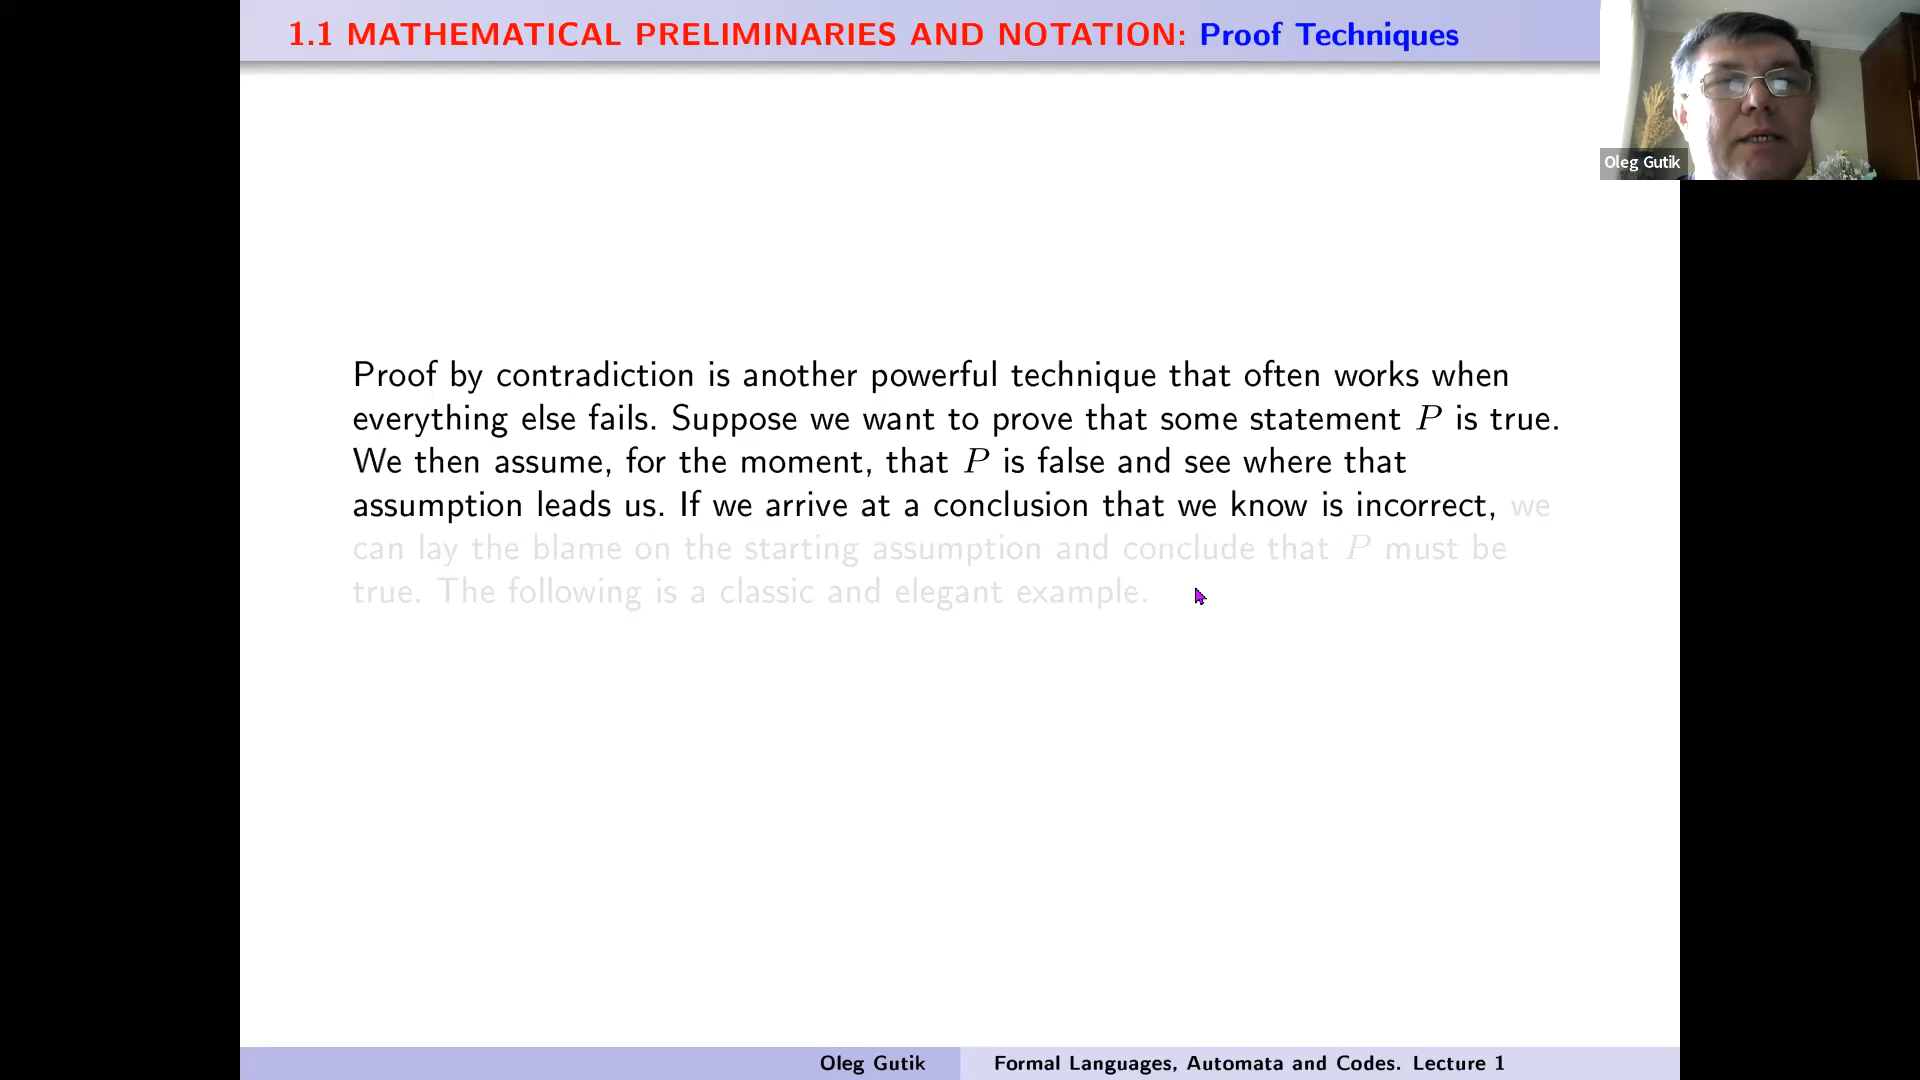 1.1 MATHEMATICAL PRELIMINARIES AND NOTATION: Proof Techniques
Oleg Gutik
Proof by contradiction is another powerful technique that often works when
everything else fails. Suppose we want to prove that some statement P is true.
We then assume, for the moment, that P is false and see where that
assumption leads us. If we arrive at a conclusion that we know is incorrect, we
can lay the blame on the starting assumption and conclude that P must be
true. The following is a classic and elegant example.
Oleg Gutik
Formal Languages, Automata and Codes. Lecture 1